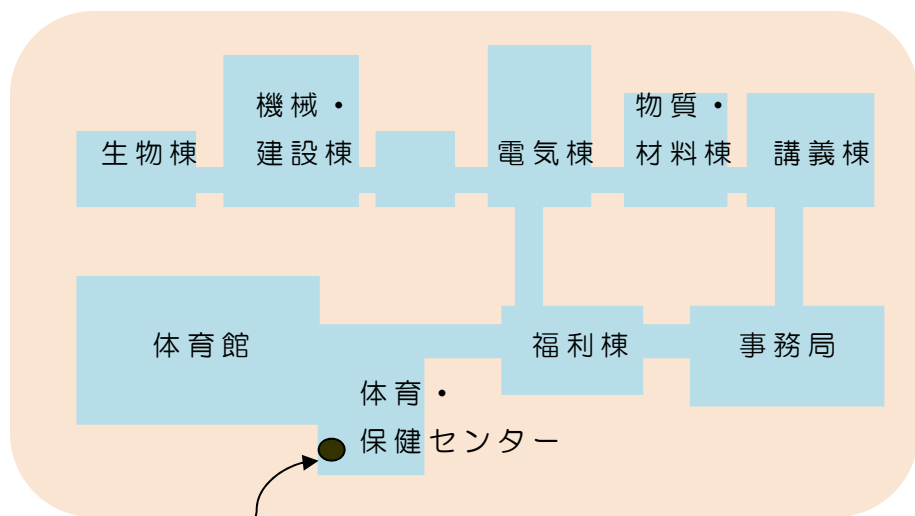 生物棟
機械・
建設棟
電気棟
物質・
材料棟
講義棟
体育館
福利棟
事務局
体育・
保健センター